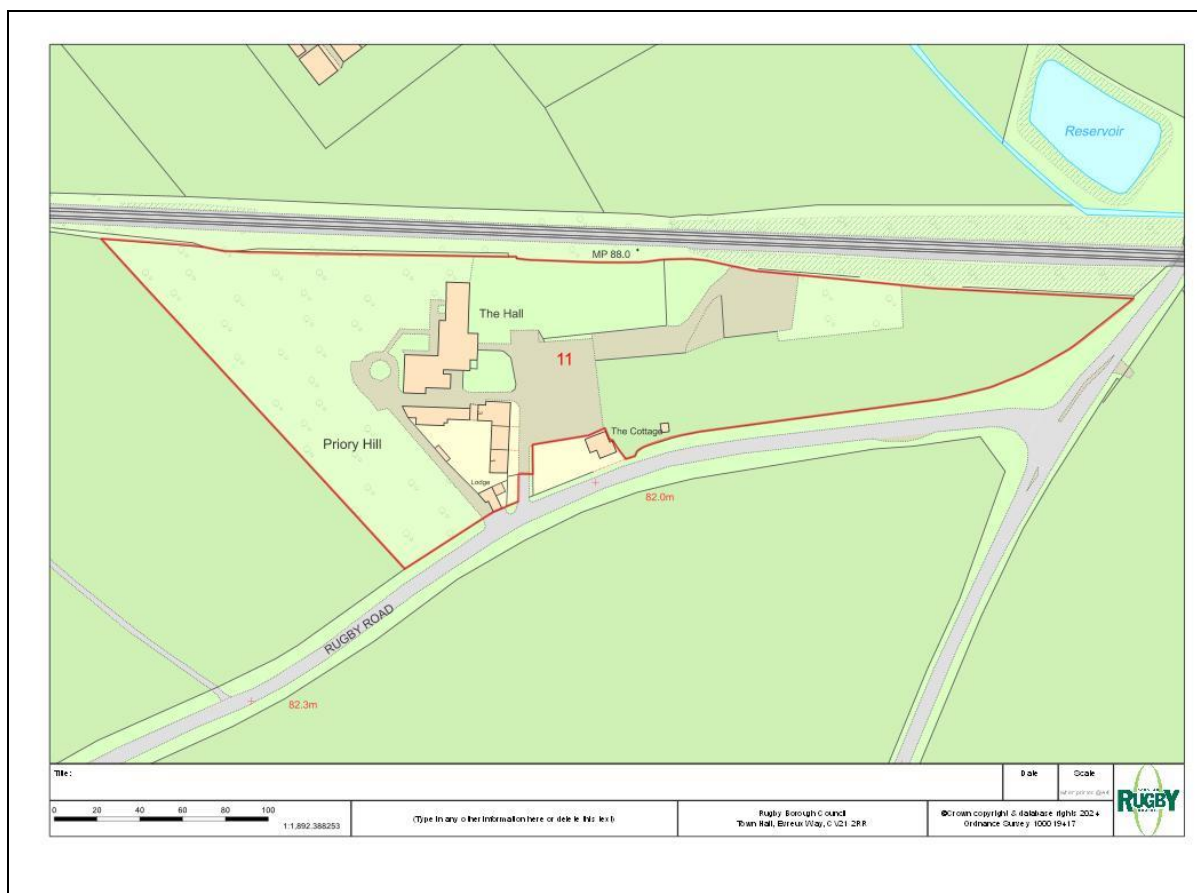 Reservoir
MP 88.0
The Hall
11
Priory Hill
The Cottage
Lodge
82.0m
RUGBY ROAD
82.3m
Title:
Date
Scale
0 20 40 60 80 100
1:1,892.388253
(Type in any other information here or delete this text)
Rugby Borough Council
Town Hall, Evreux Way, CV21 2RR
©Crown copyright & database rights 2024
Ordnance Survey 100019417
RUGBY